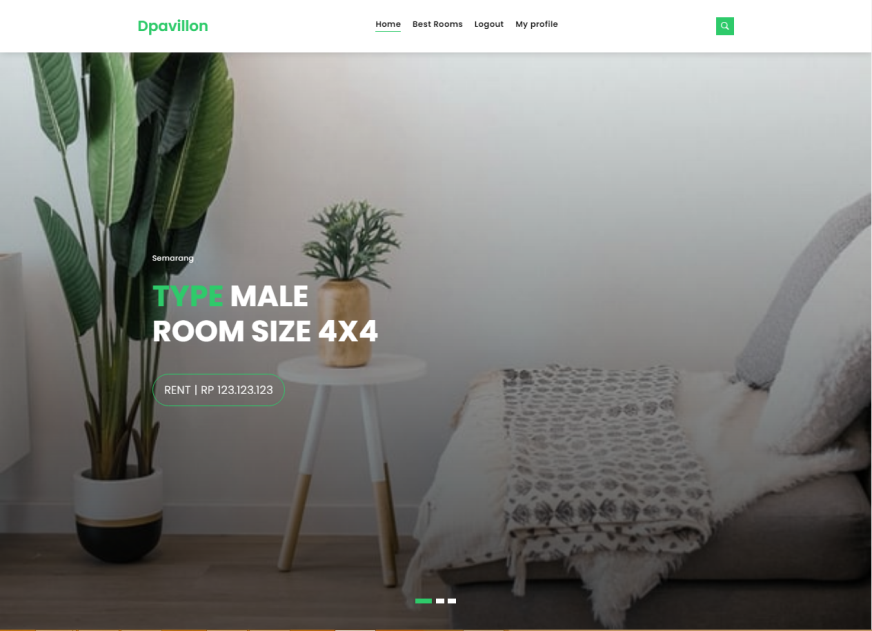 Dpavillon
Home Best Rooms Logout My profile
Semarang
TYPE MALE
ROOM SIZE 4X4
RENT | RP 123.123.123